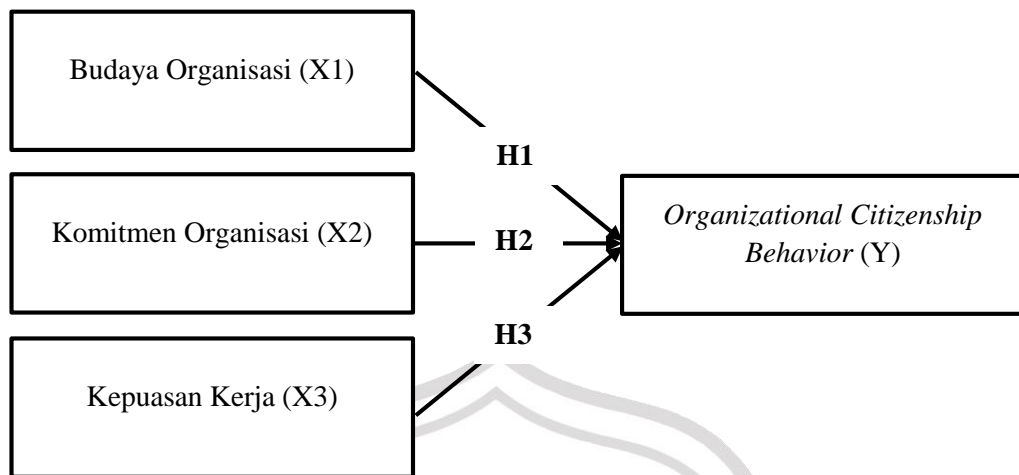 Budaya Organisasi (X1)
H1
Komitmen Organisasi (X2)
H2
Organizational Citizenship
Behavior (Y)
H3
Kepuasan Kerja (X3)